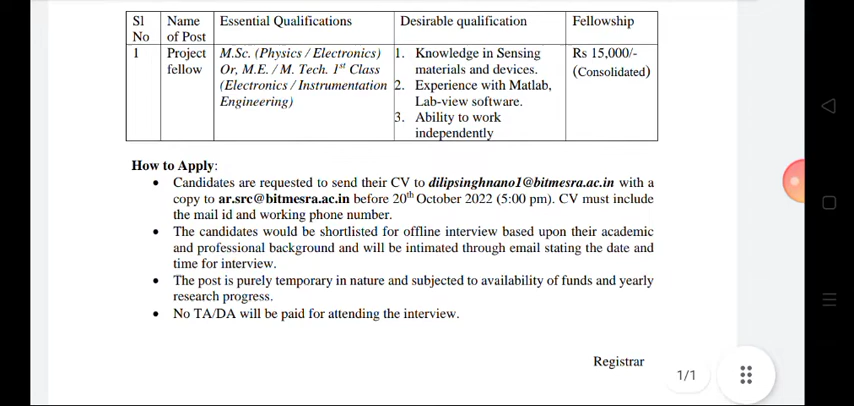 Sl Name Essential Qualifications Desirable qualification Fellowship
No of Post
1 Project M.Sc. (Physics / Electronics) 1. Knowledge in Sensing Rs 15,000/-
fellow Or, M.E. / M. Tech. 1st Class materials and devices. (Consolidated)
(Electronics / Instrumentation 2. Experience with Matlab,
Engineering) Lab-view software.
3. Ability to work
independently
How to Apply:
• Candidates are requested to send their CV to dilipsinghnano1@bitmesra.ac.in with a
copy to ar.src@bitmesra.ac.in before 20th October 2022 (5:00 pm). CV must include
the mail id and working phone number.
• The candidates would be shortlisted for offline interview based upon their academic
and professional background and will be intimated through email stating the date and
time for interview.
• The post is purely temporary in nature and subjected to availability of funds and yearly
research progress.
• No TA/DA will be paid for attending the interview.
Registrar
1/1